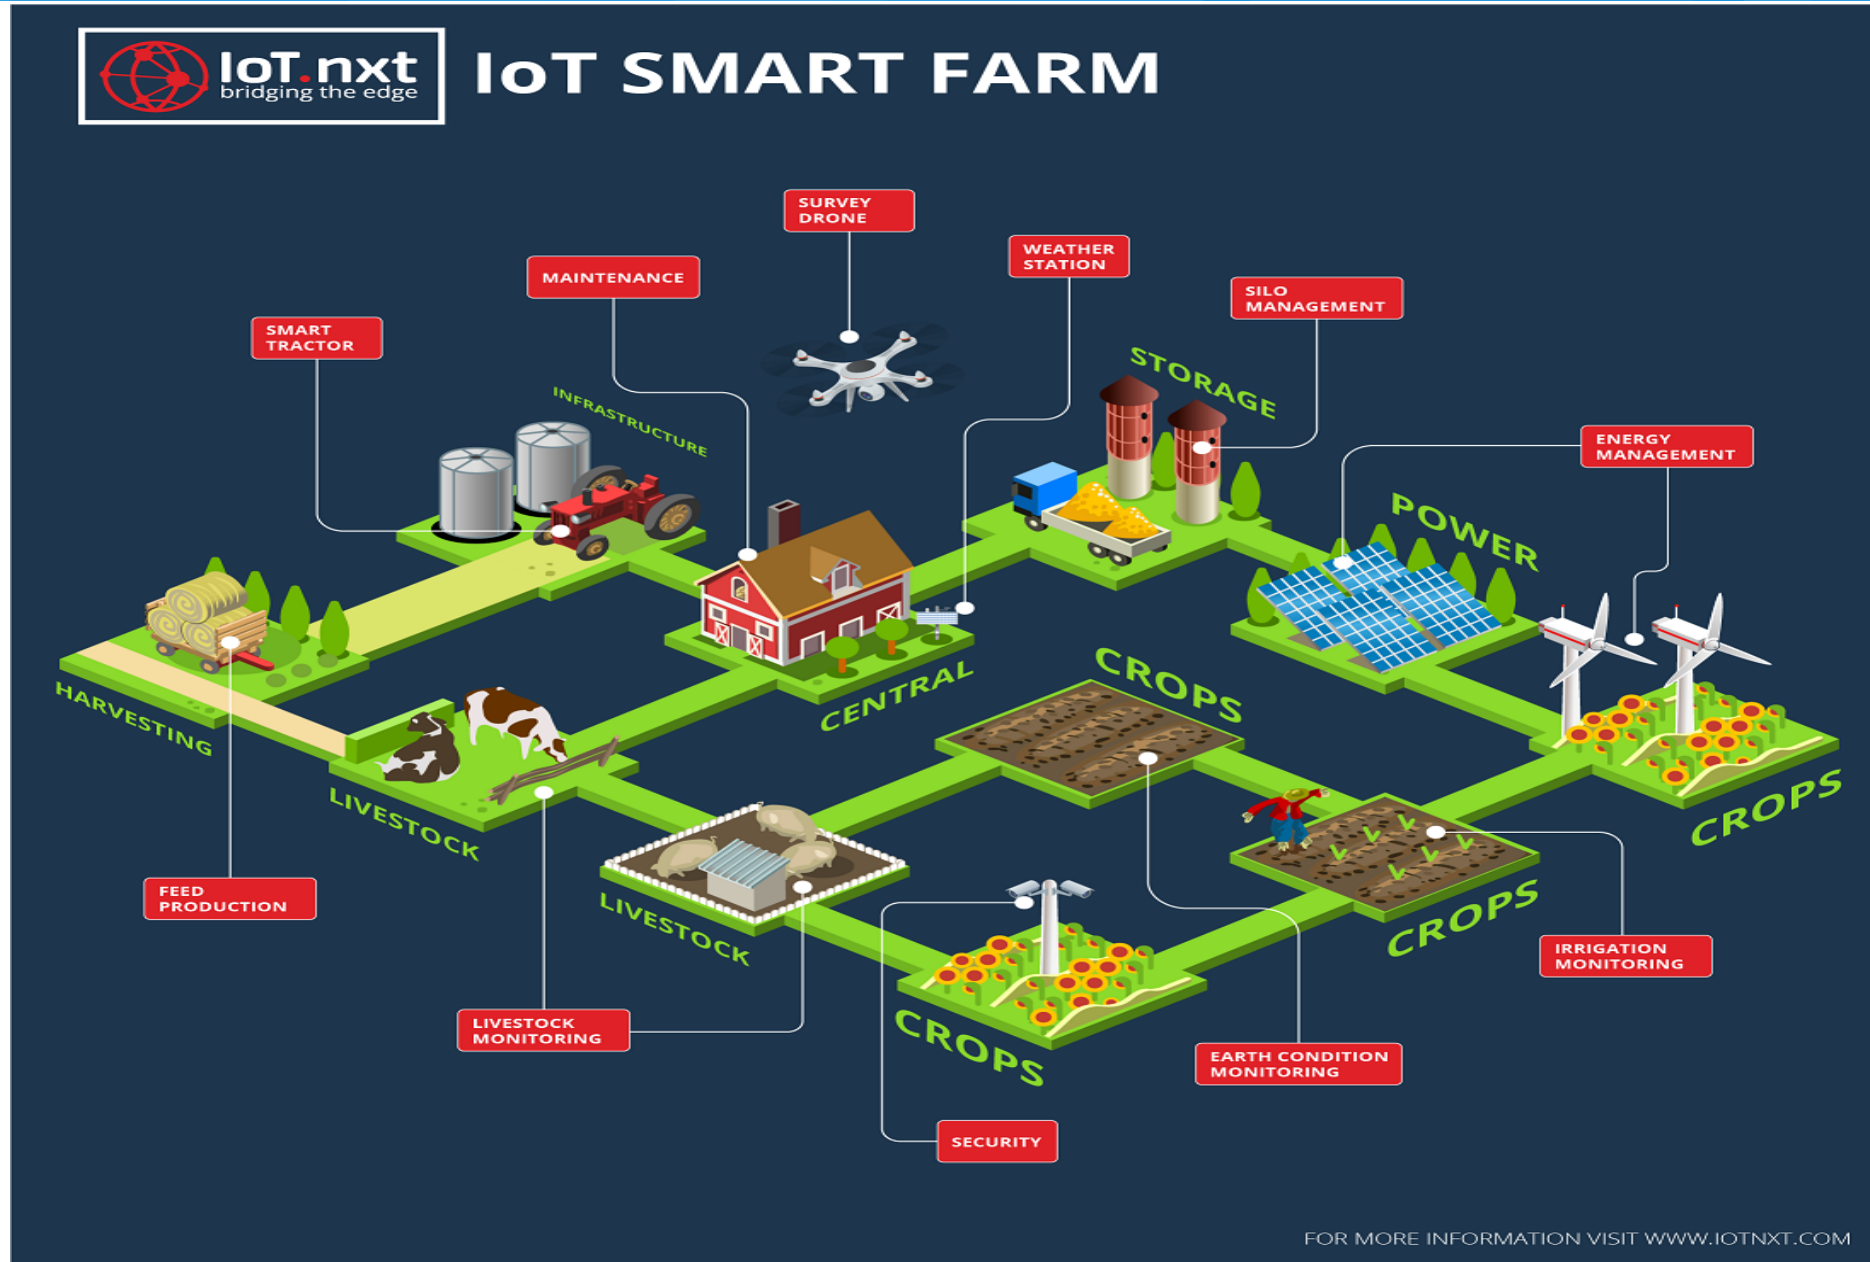 IoT.nxt
bridging the edge
IoT SMART FARM
SURVEY
DRONE
WEATHER
STATION
MAINTENANCE
SILO
MANAGEMENT
SMART
TRACTOR
STORAGE
INFRASTRUCTURE
ENERGY
MANAGEMENT
POWER
CROPS
CENTRAL
HARVESTING
LIVESTOCK
CROPS
FEED
PRODUCTION
LIVESTOCK
CROPS
IRRIGATION
MONITORING
LIVESTOCK
MONITORING
CROPS
EARTH CONDITION
MONITORING
SECURITY
FOR MORE INFORMATION VISIT WWW.IOTNXT.COM